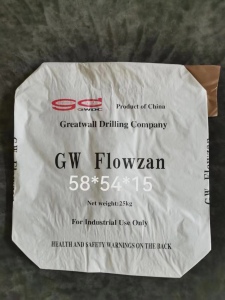 GWDC
Product of China
Greatwall Drilling Company
GW Flowzan
58*54*15
Net weight:25kg
For Industrial Use Only
HEALTH AND SAFETY WARNINGS ON THE BACK